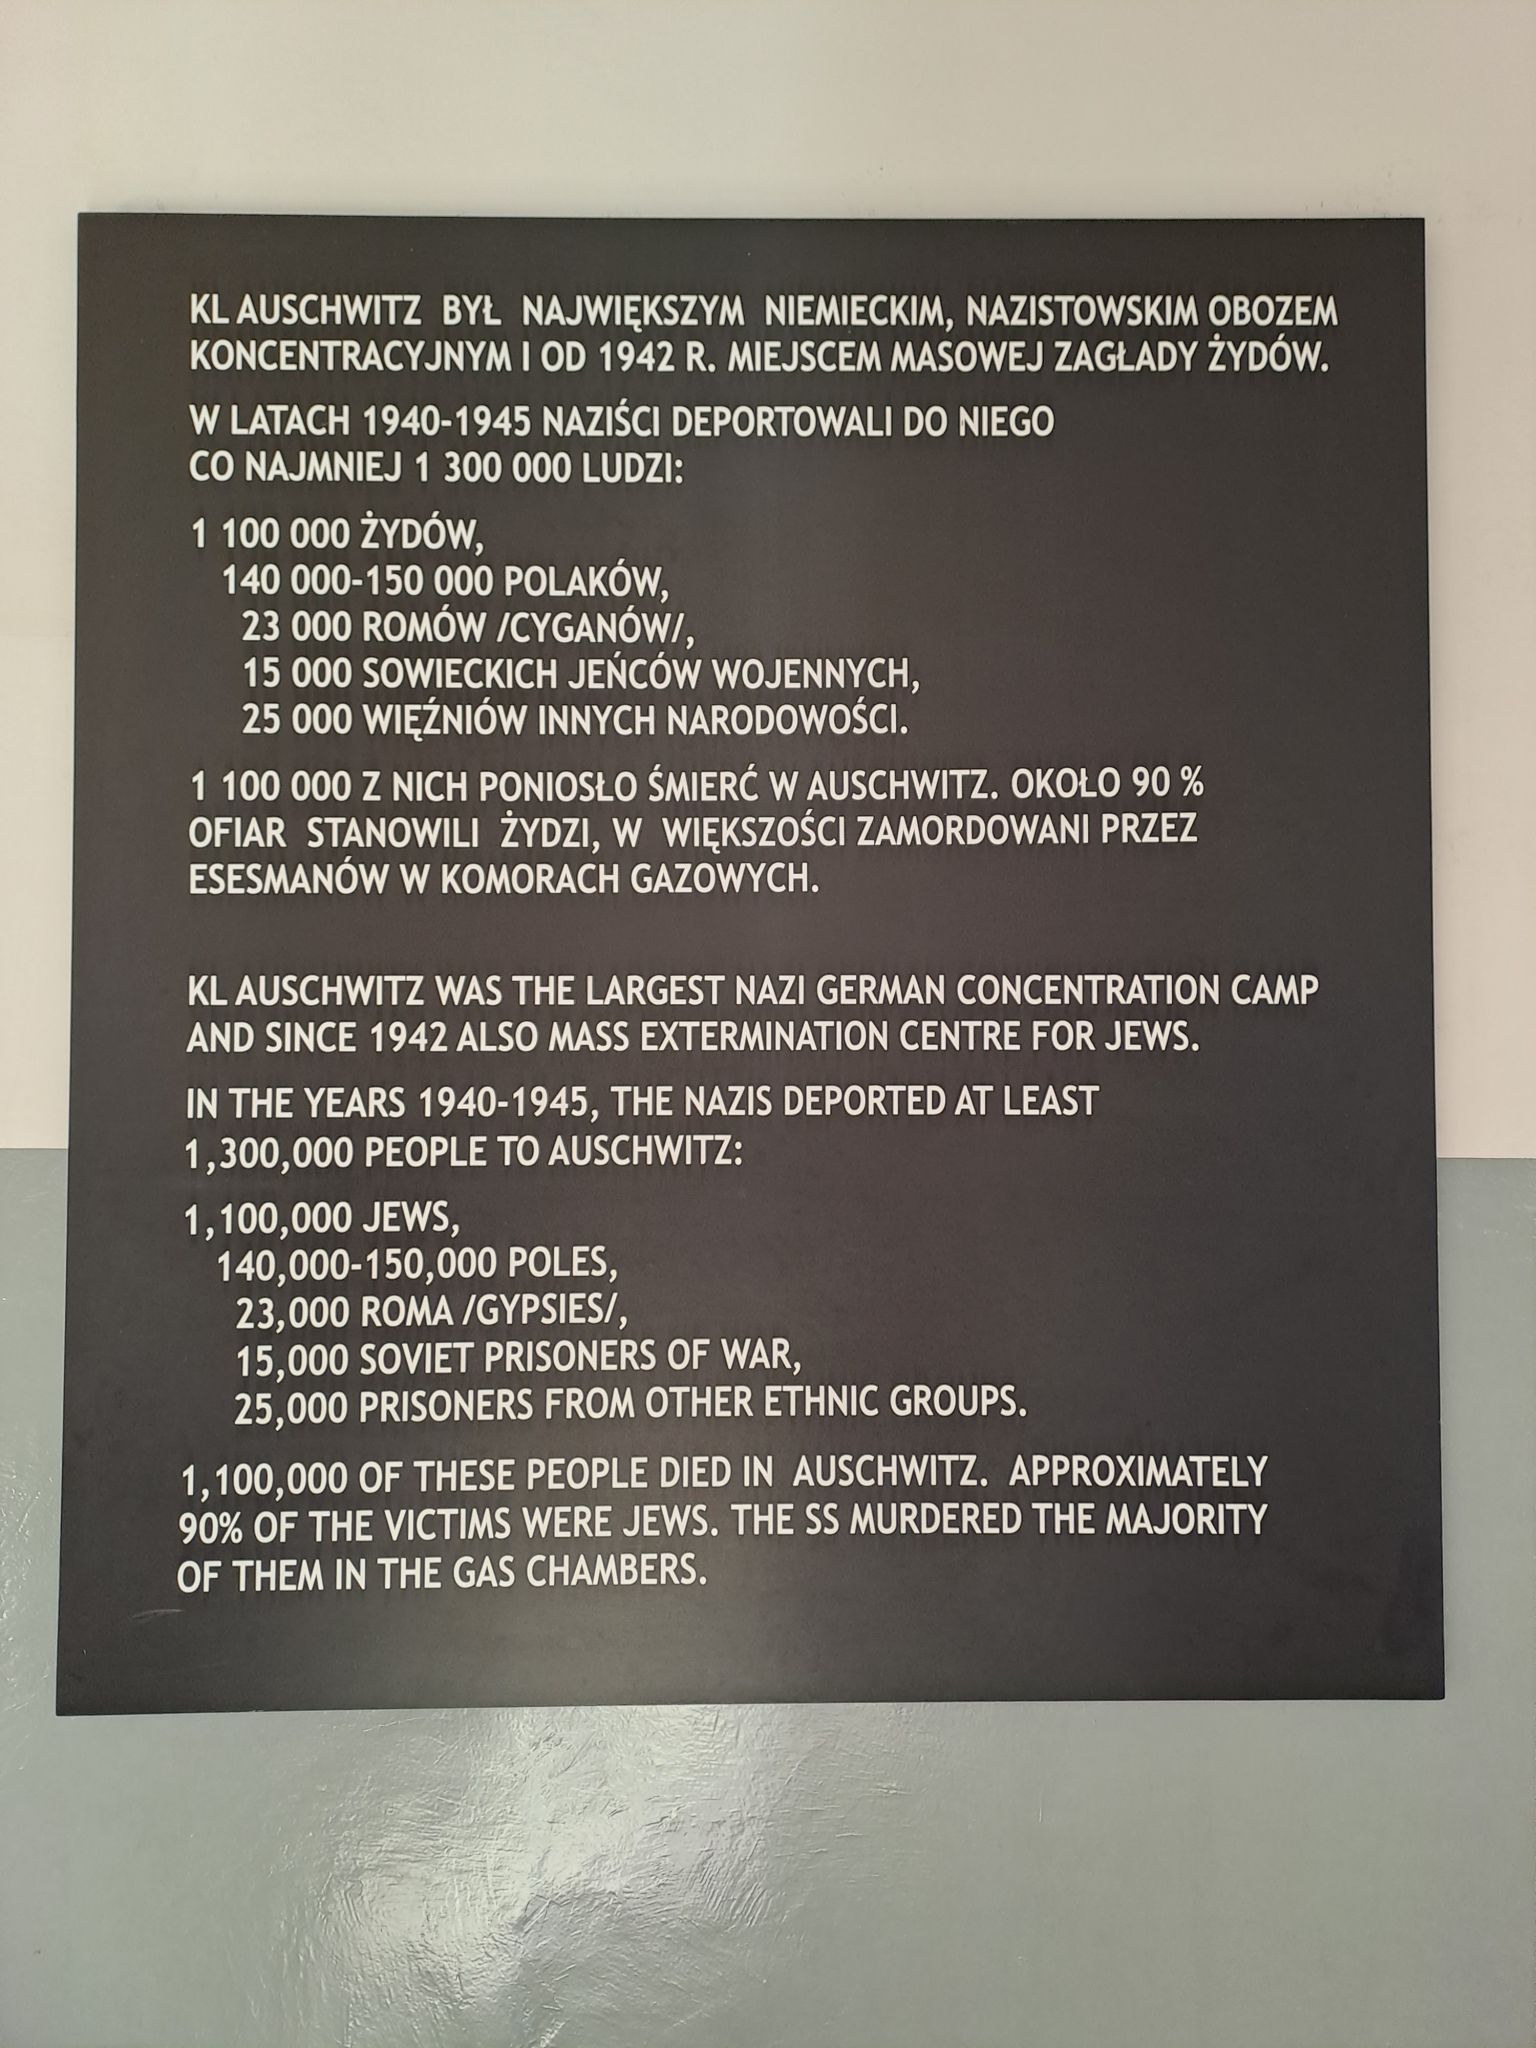 KL AUSCHWITZ BYŁ NAJWIĘKSZYM NIEMIECKIM, NAZISTOWSKIM OBOZEM
KONCENTRACYJNYM I OD 1942 R. MIEJSCEM MASOWEJ ZAGŁADY ŻYDÓW.
W LATACH 1940-1945 NAZIŚCI DEPORTOWALI DO NIEGO
CO NAJMNIEJ 1 300 000 LUDZI:
1 100 000 ŻYDÓW,
140 000-150 000 POLAKÓW,
23 000 ROMÓW /CYGANÓW/,
15 000 SOWIECKICH JEŃCÓW WOJENNYCH,
25 000 WIĘŹNIÓW INNYCH NARODOWOŚCI.
1 100 000 Z NICH PONIOSŁO ŚMIERĆ W AUSCHWITZ. OKOŁO 90 %
OFIAR STANOWILI ŻYDZI, W WIĘKSZOŚCI ZAMORDOWANI PRZEZ
ESESMANÓW W KOMORACH GAZOWYCH.
KL AUSCHWITZ WAS THE LARGEST NAZI GERMAN CONCENTRATION CAMP
AND SINCE 1942 ALSO MASS EXTERMINATION CENTRE FOR JEWS.
IN THE YEARS 1940-1945, THE NAZIS DEPORTED AT LEAST
1,300,000 PEOPLE TO AUSCHWITZ:
1,100,000 JEWS,
140,000-150,000 POLES,
23,000 ROMA /GYPSIES/,
15,000 SOVIET PRISONERS OF WAR,
25,000 PRISONERS FROM OTHER ETHNIC GROUPS.
1,100,000 OF THESE PEOPLE DIED IN AUSCHWITZ. APPROXIMATELY
90% OF THE VICTIMS WERE JEWS. THE SS MURDERED THE MAJORITY
OF THEM IN THE GAS CHAMBERS.